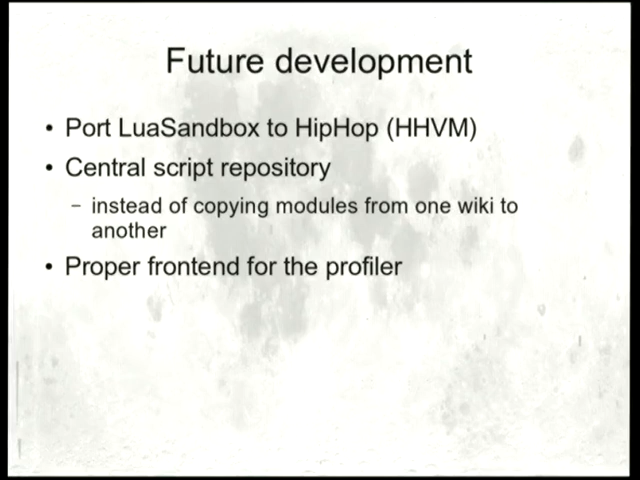 Future development
• Port LuaSandbox to HipHop (HHVM)
• Central script repository
– instead of copying modules from one wiki to
another
• Proper frontend for the profiler